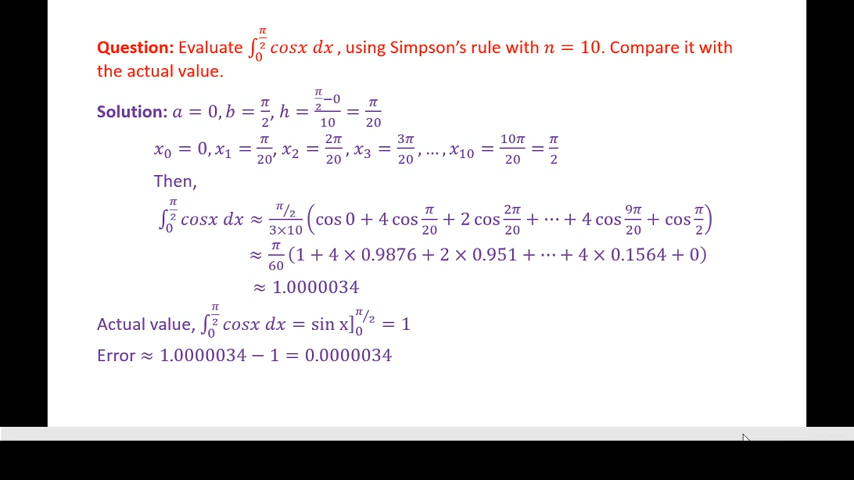 Question: Evaluate ∫₀^(π/2) cosx dx, using Simpson's rule with n = 10. Compare it with
the actual value.
Solution: a = 0, b = π/2, h = (π/2−0)/10 = π/20
x₀ = 0, x₁ = π/20, x₂ = 2π/20, x₃ = 3π/20, …, x₁₀ = 10π/20 = π/2
Then,
∫₀^(π/2) cosx dx ≈ (π/2)/(3×10) (cos 0 + 4 cos π/20 + 2 cos 2π/20 + ⋯ + 4 cos 9π/20 + cos π/2)
≈ π/60 (1 + 4 × 0.9876 + 2 × 0.951 + ⋯ + 4 × 0.1564 + 0)
≈ 1.0000034
Actual value, ∫₀^(π/2) cosx dx = sin x]₀^(π/2) = 1
Error ≈ 1.0000034 − 1 = 0.0000034